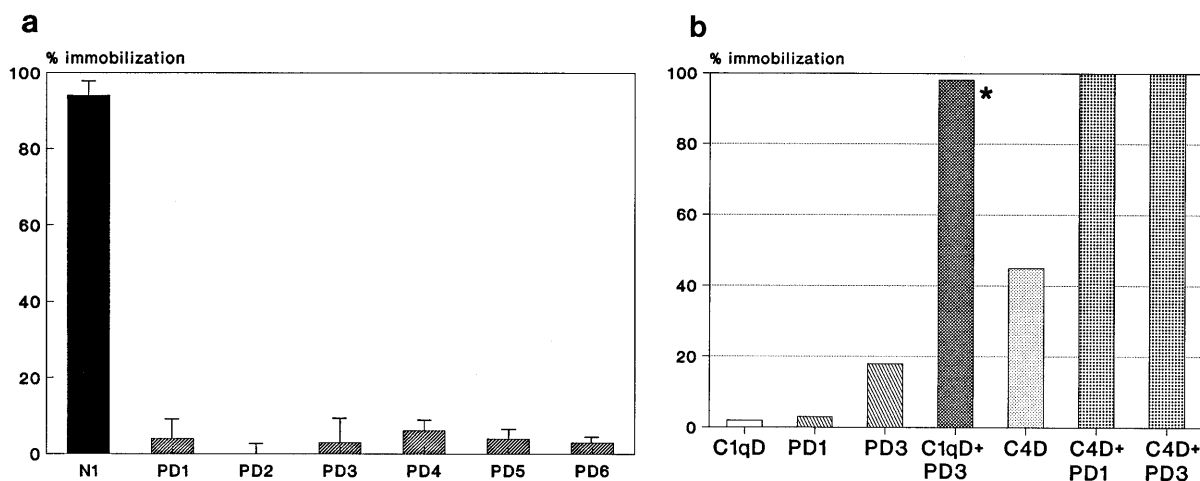 a
% immobilization
100
80
60
40
20
0
N1 PD1 PD2 PD3 PD4 PD5 PD6
b
% immobilization
100
80
60
40
20
0
*
C1qD PD1 PD3 C1qD+ C4D C4D+ C4D+
PD3 PD1 PD3